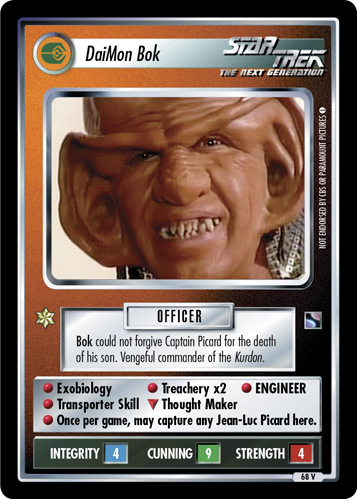 DaiMon Bok
STAR TREK
THE NEXT GENERATION
NOT ENDORSED BY CBS OR PARAMOUNT PICTURES
OFFICER
Bok could not forgive Captain Picard for the death
of his son. Vengeful commander of the Kurdon.
Exobiology Treachery x2 ENGINEER
Transporter Skill Thought Maker
Once per game, may capture any Jean-Luc Picard here.
INTEGRITY 4 CUNNING 9 STRENGTH 4
68 V